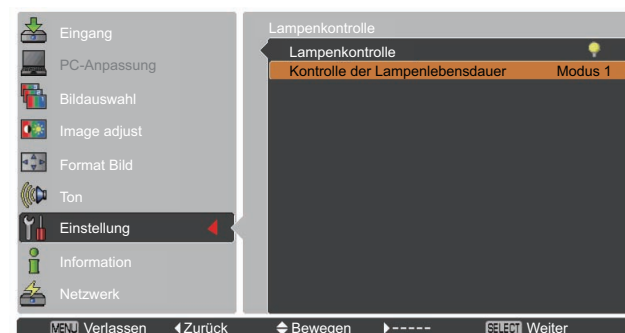 Eingang
PC-Anpassung
Bildauswahl
Image adjust
Format Bild
Ton
Einstellung
Information
Netzwerk
Lampenkontrolle
Lampenkontrolle
Kontrolle der Lampenlebensdauer Modus 1
MENU Verlassen Zurück Bewegen ----- SELECT Weiter